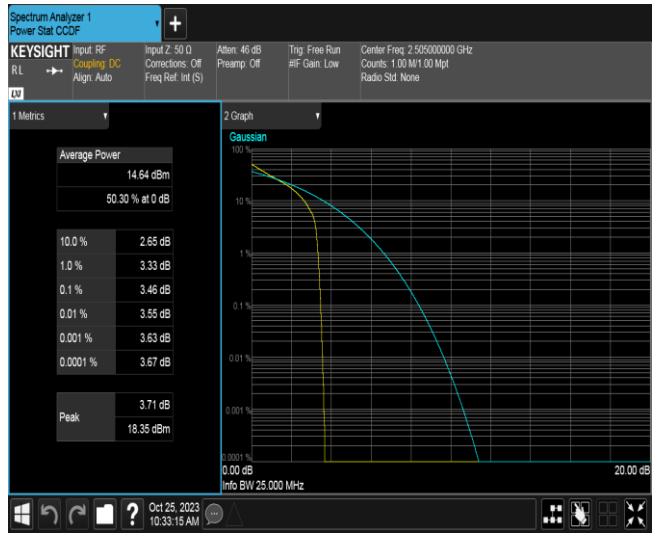 Spectrum Analyzer 1
Power Stat CCDF
KEYSIGHT
R L
Input: RF
Coupling: DC
Align: Auto
Input Z: 50 Ω
Corrections: Off
Freq Ref: Int (S)
Atten: 46 dB
Preamp: Off
Trig: Free Run
#IF Gain: Low
Center Freq: 2.505000000 GHz
Counts: 1.00 M/1.00 Mpt
Radio Std: None
1 Metrics
Average Power
14.64 dBm
50.30 % at 0 dB
10.0 % 2.65 dB
1.0 % 3.33 dB
0.1 % 3.46 dB
0.01 % 3.55 dB
0.001 % 3.63 dB
0.0001 % 3.67 dB
Peak
3.71 dB
18.35 dBm
2 Graph
Gaussian
100 %
10 %
1 %
0.1 %
0.01 %
0.001 %
0.0001 %
0.00 dB 20.00 dB
Info BW 25.000 MHz
?
Oct 25, 2023
10:33:15 AM